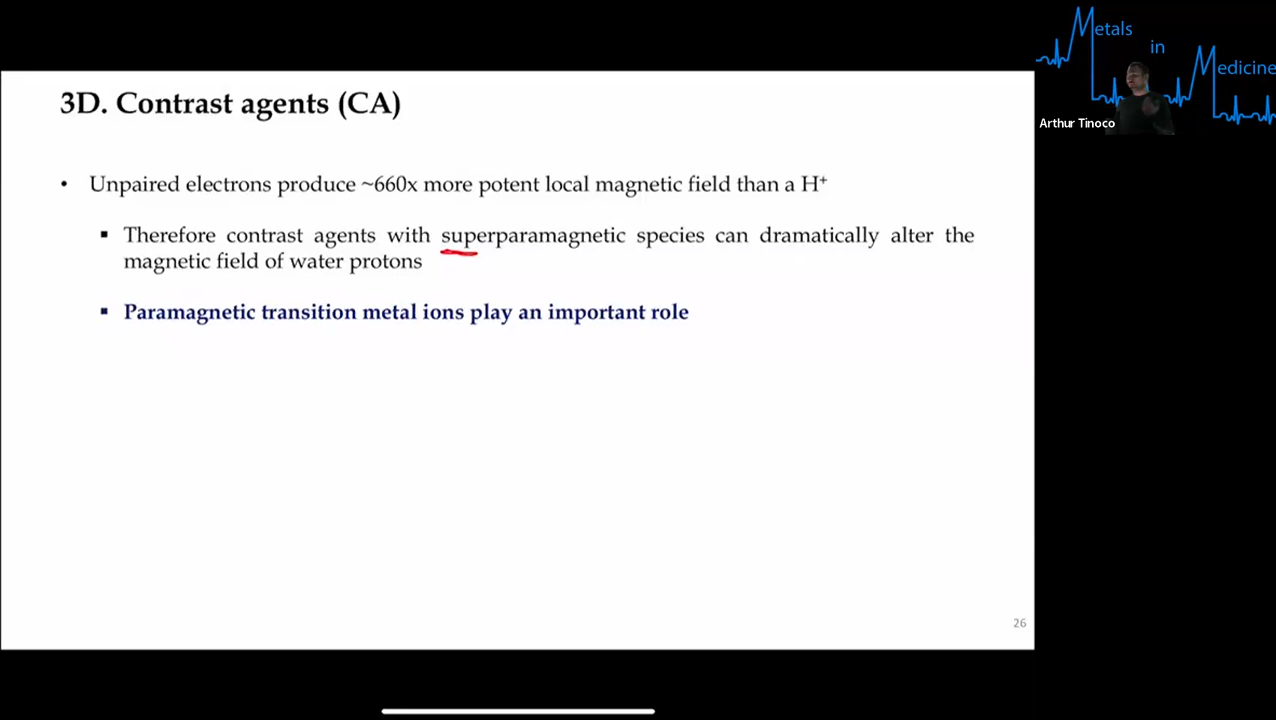 3D. Contrast agents (CA)
• Unpaired electrons produce ~660x more potent local magnetic field than a H⁺
▪ Therefore contrast agents with superparamagnetic species can dramatically alter the
magnetic field of water protons
▪ Paramagnetic transition metal ions play an important role
26
Metals
in
Medicine
Arthur Tinoco